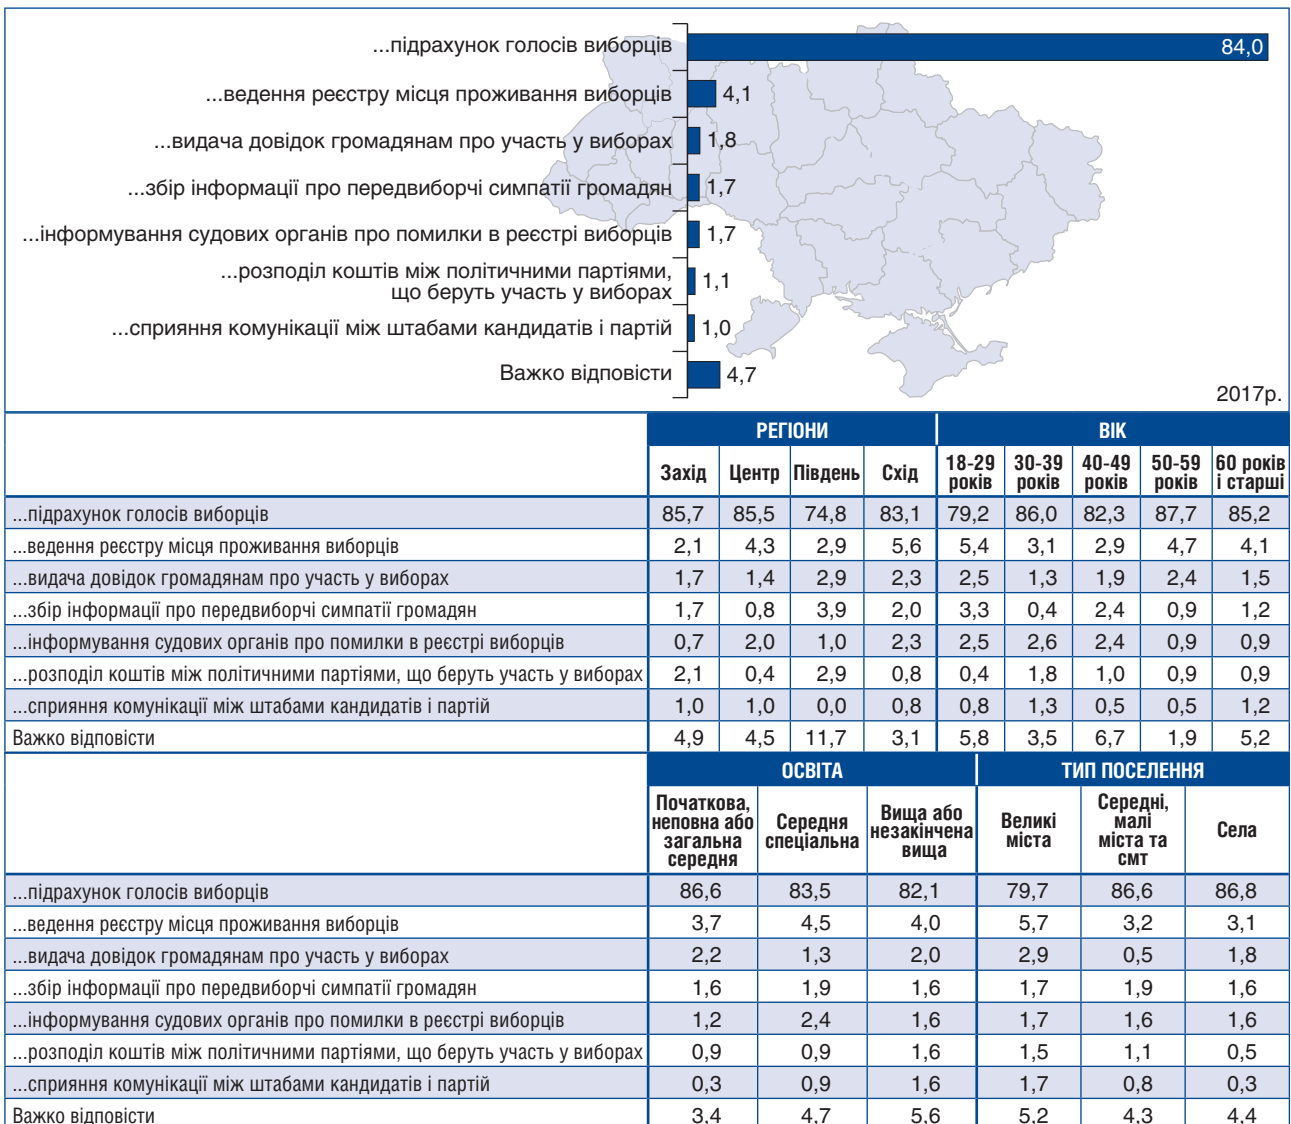 ...підрахунок голосів виборців 84,0
...ведення реєстру місця проживання виборців 4,1
...видача довідок громадянам про участь у виборах 1,8
...збір інформації про передвиборчі симпатії громадян 1,7
...інформування судових органів про помилки в реєстрі виборців 1,7
...розподіл коштів між політичними партіями,
що беруть участь у виборах 1,1
...сприяння комунікації між штабами кандидатів і партій 1,0
Важко відповісти 4,7
2017р.
РЕГІОНИ ВІК
Захід Центр Південь Схід 18-29 років 30-39 років 40-49 років 50-59 років 60 років і старші
...підрахунок голосів виборців 85,7 85,5 74,8 83,1 79,2 86,0 82,3 87,7 85,2
...ведення реєстру місця проживання виборців 2,1 4,3 2,9 5,6 5,4 3,1 2,9 4,7 4,1
...видача довідок громадянам про участь у виборах 1,7 1,4 2,9 2,3 2,5 1,3 1,9 2,4 1,5
...збір інформації про передвиборчі симпатії громадян 1,7 0,8 3,9 2,0 3,3 0,4 2,4 0,9 1,2
...інформування судових органів про помилки в реєстрі виборців 0,7 2,0 1,0 2,3 2,5 2,6 2,4 0,9 0,9
...розподіл коштів між політичними партіями, що беруть участь у виборах 2,1 0,4 2,9 0,8 0,4 1,8 1,0 0,9 0,9
...сприяння комунікації між штабами кандидатів і партій 1,0 1,0 0,0 0,8 0,8 1,3 0,5 0,5 1,2
Важко відповісти 4,9 4,5 11,7 3,1 5,8 3,5 6,7 1,9 5,2
ОСВІТА ТИП ПОСЕЛЕННЯ
Початкова, неповна або загальна середня Середня спеціальна Вища або незакінчена вища Великі міста Середні, малі міста та смт Села
...підрахунок голосів виборців 86,6 83,5 82,1 79,7 86,6 86,8
...ведення реєстру місця проживання виборців 3,7 4,5 4,0 5,7 3,2 3,1
...видача довідок громадянам про участь у виборах 2,2 1,3 2,0 2,9 0,5 1,8
...збір інформації про передвиборчі симпатії громадян 1,6 1,9 1,6 1,7 1,9 1,6
...інформування судових органів про помилки в реєстрі виборців 1,2 2,4 1,6 1,7 1,6 1,6
...розподіл коштів між політичними партіями, що беруть участь у виборах 0,9 0,9 1,6 1,5 1,1 0,5
...сприяння комунікації між штабами кандидатів і партій 0,3 0,9 1,6 1,7 0,8 0,3
Важко відповісти 3,4 4,7 5,6 5,2 4,3 4,4